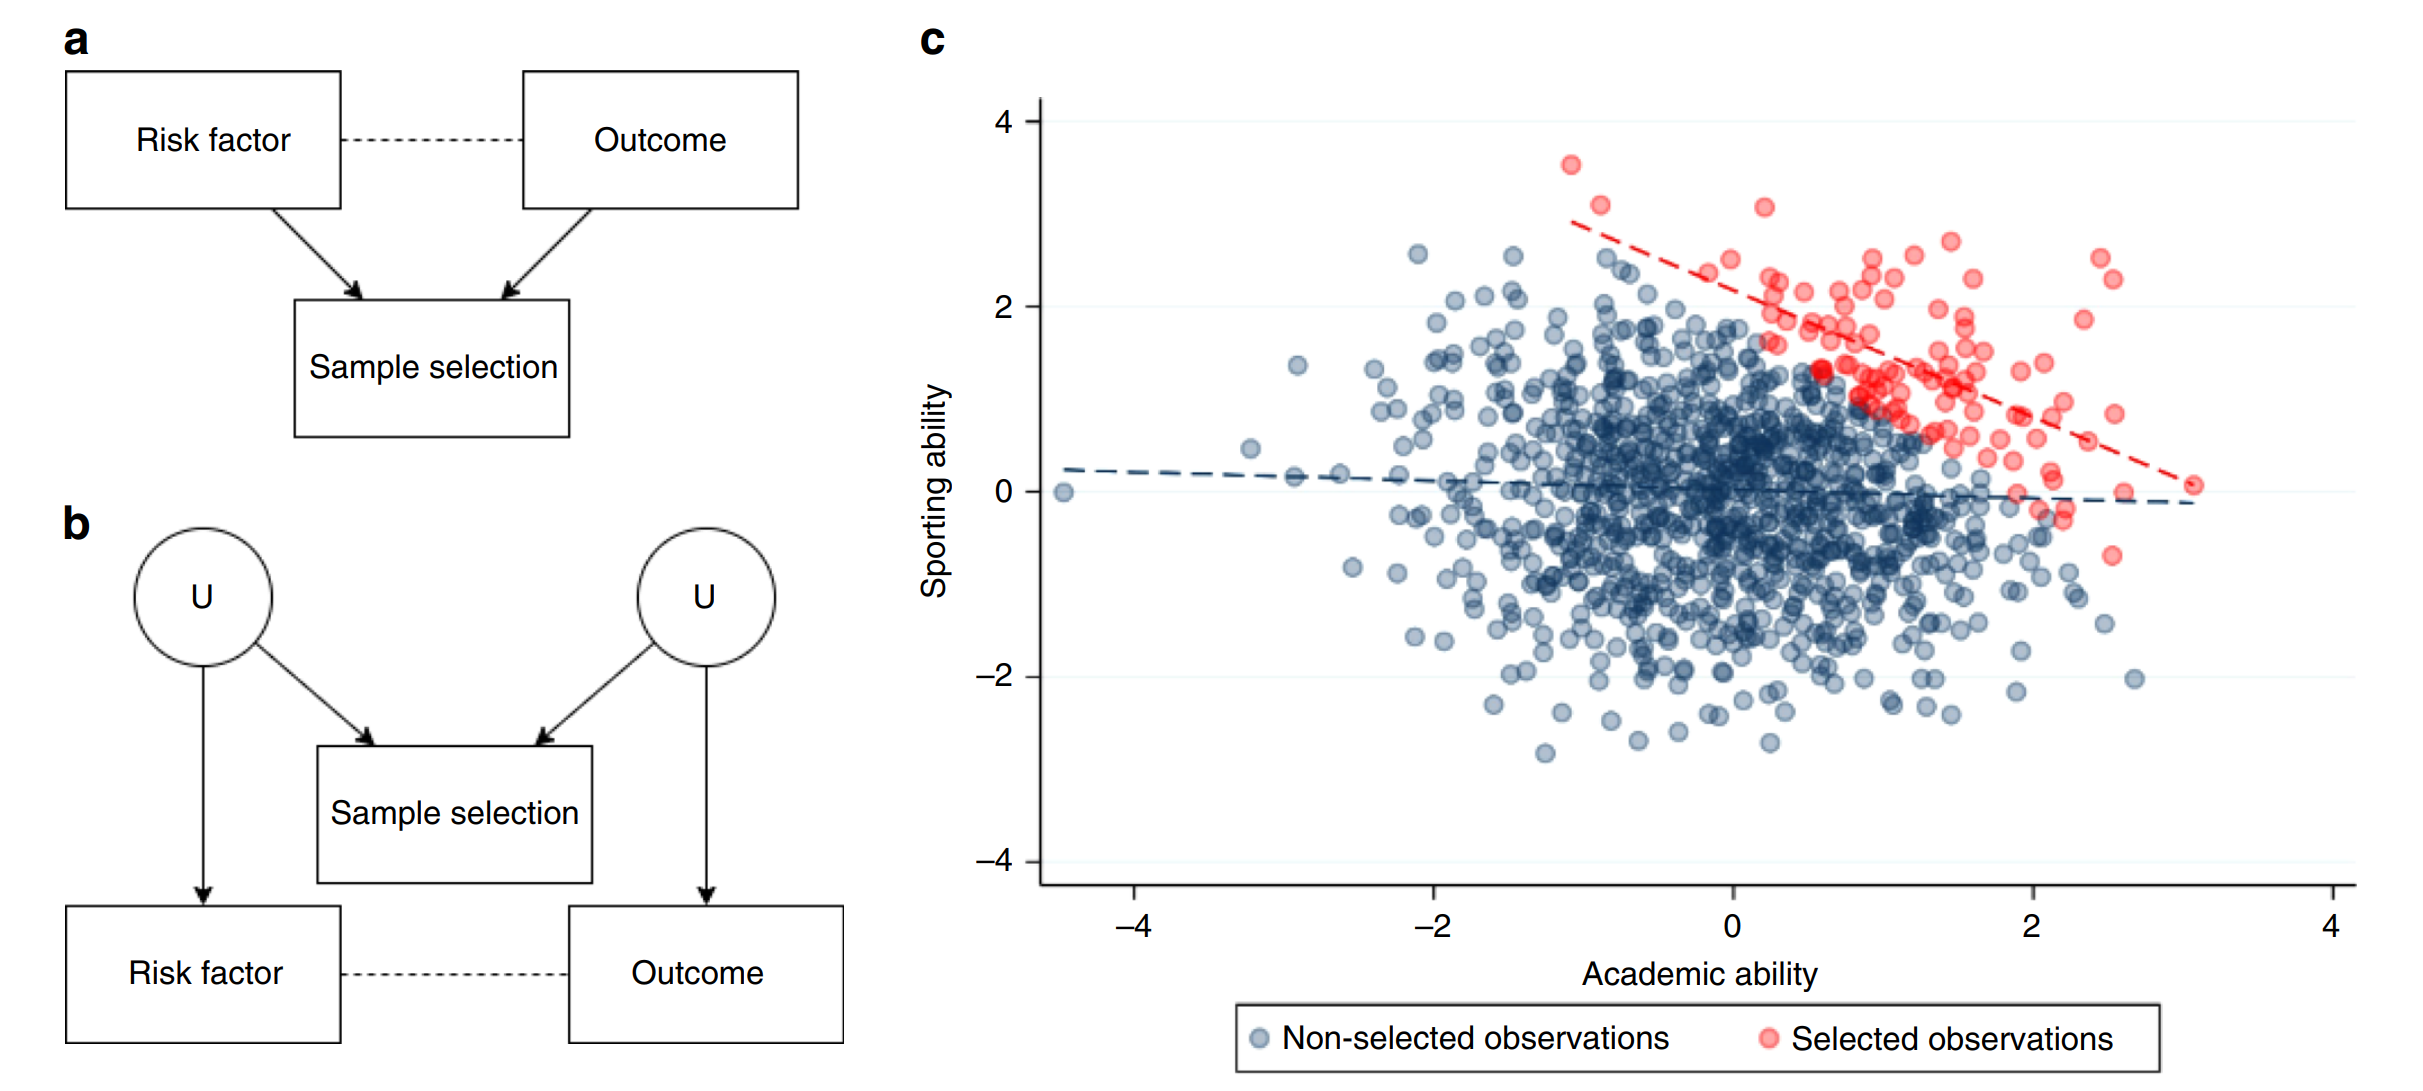 a
Risk factor
Outcome
Sample selection
b
U
U
Sample selection
Risk factor
Outcome
c
4
2
0
–2
–4
Sporting ability
–4
–2
0
2
4
Academic ability
Non-selected observations
Selected observations